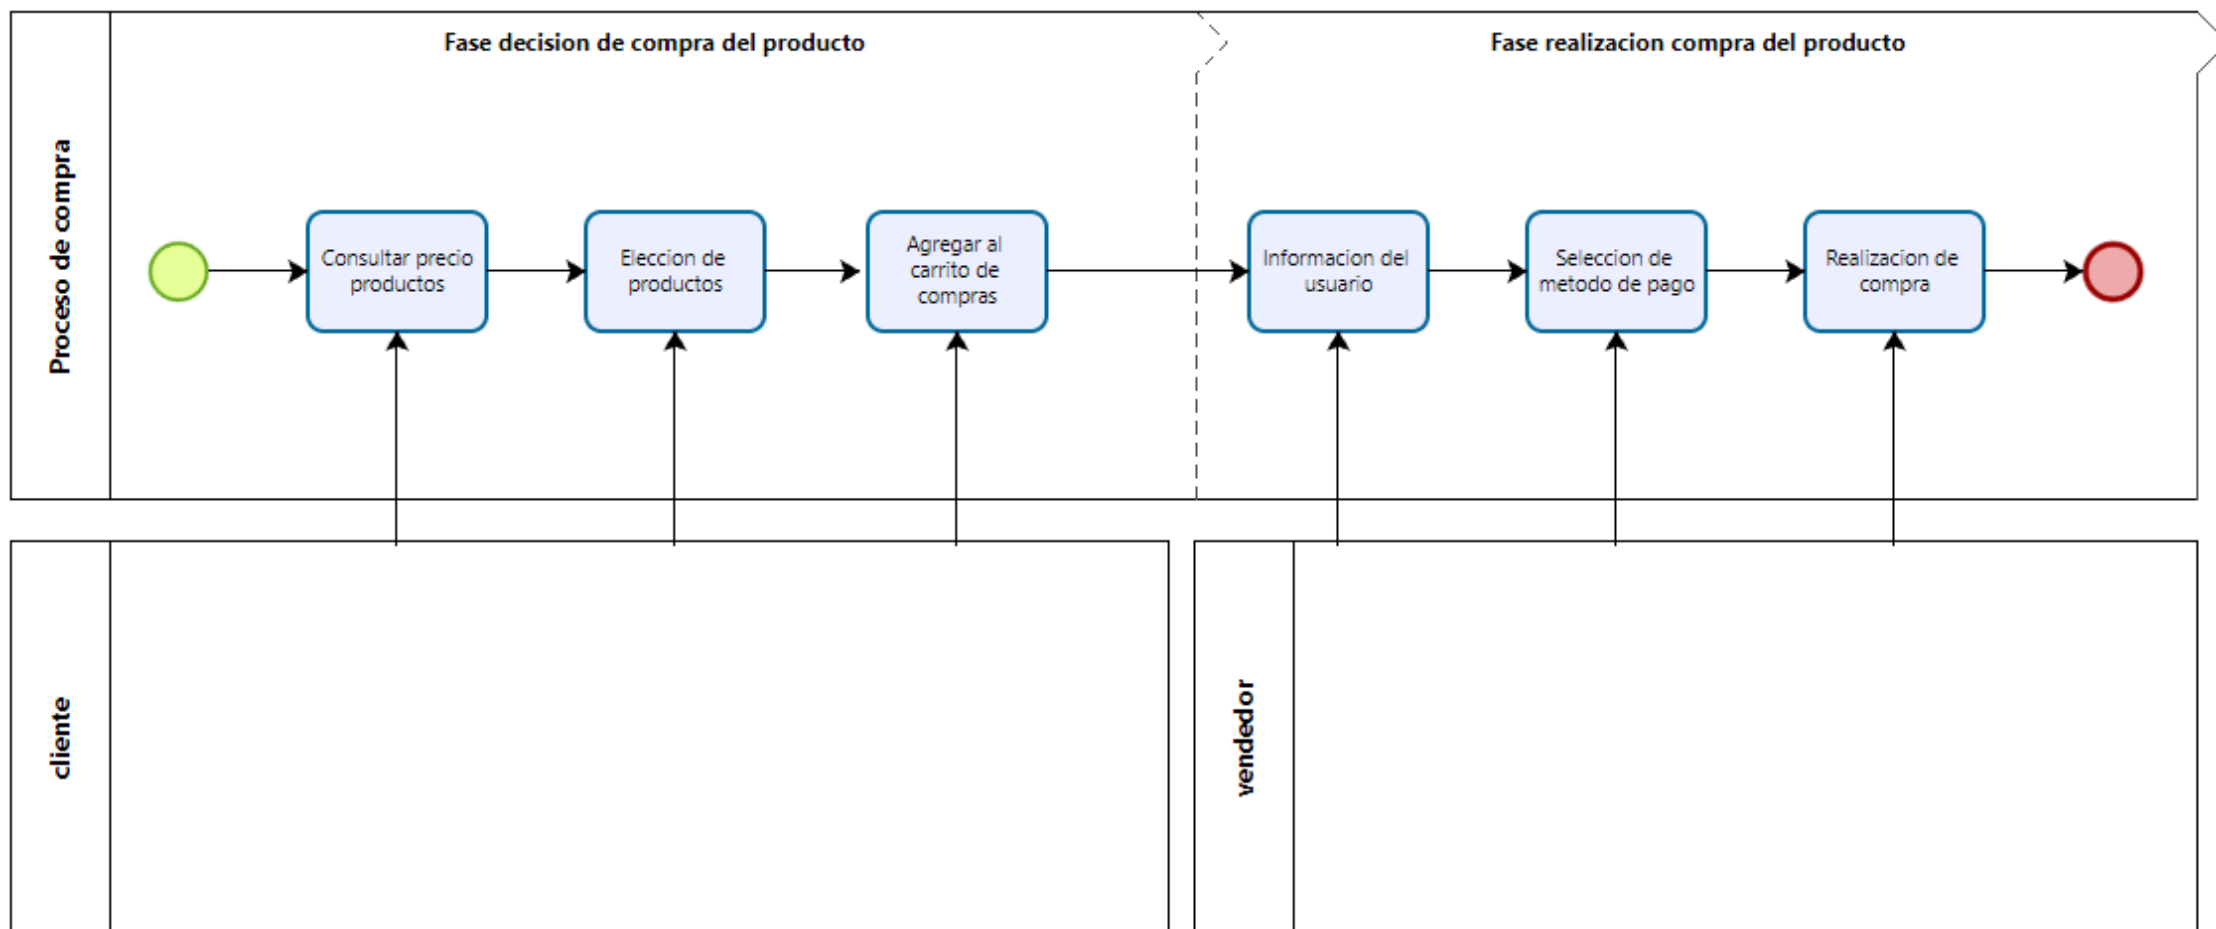 Fase decision de compra del producto
Fase realizacion compra del producto
Proceso de compra
Consultar precio
productos
Eleccion de
productos
Agregar al
carrito de
compras
Informacion del
usuario
Seleccion de
metodo de pago
Realizacion de
compra
cliente
vendedor